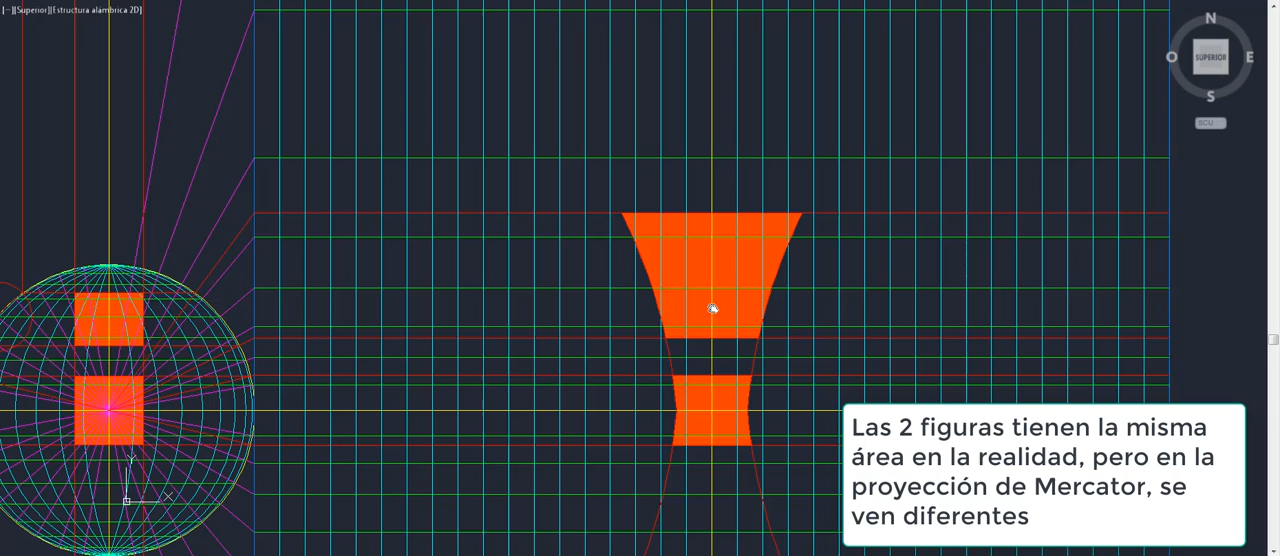 [−][Superior][Estructura alámbrica 2D]
N
O
SUPERIOR
E
S
SCU
Y
X
Las 2 figuras tienen la misma
área en la realidad, pero en la
proyección de Mercator, se
ven diferentes